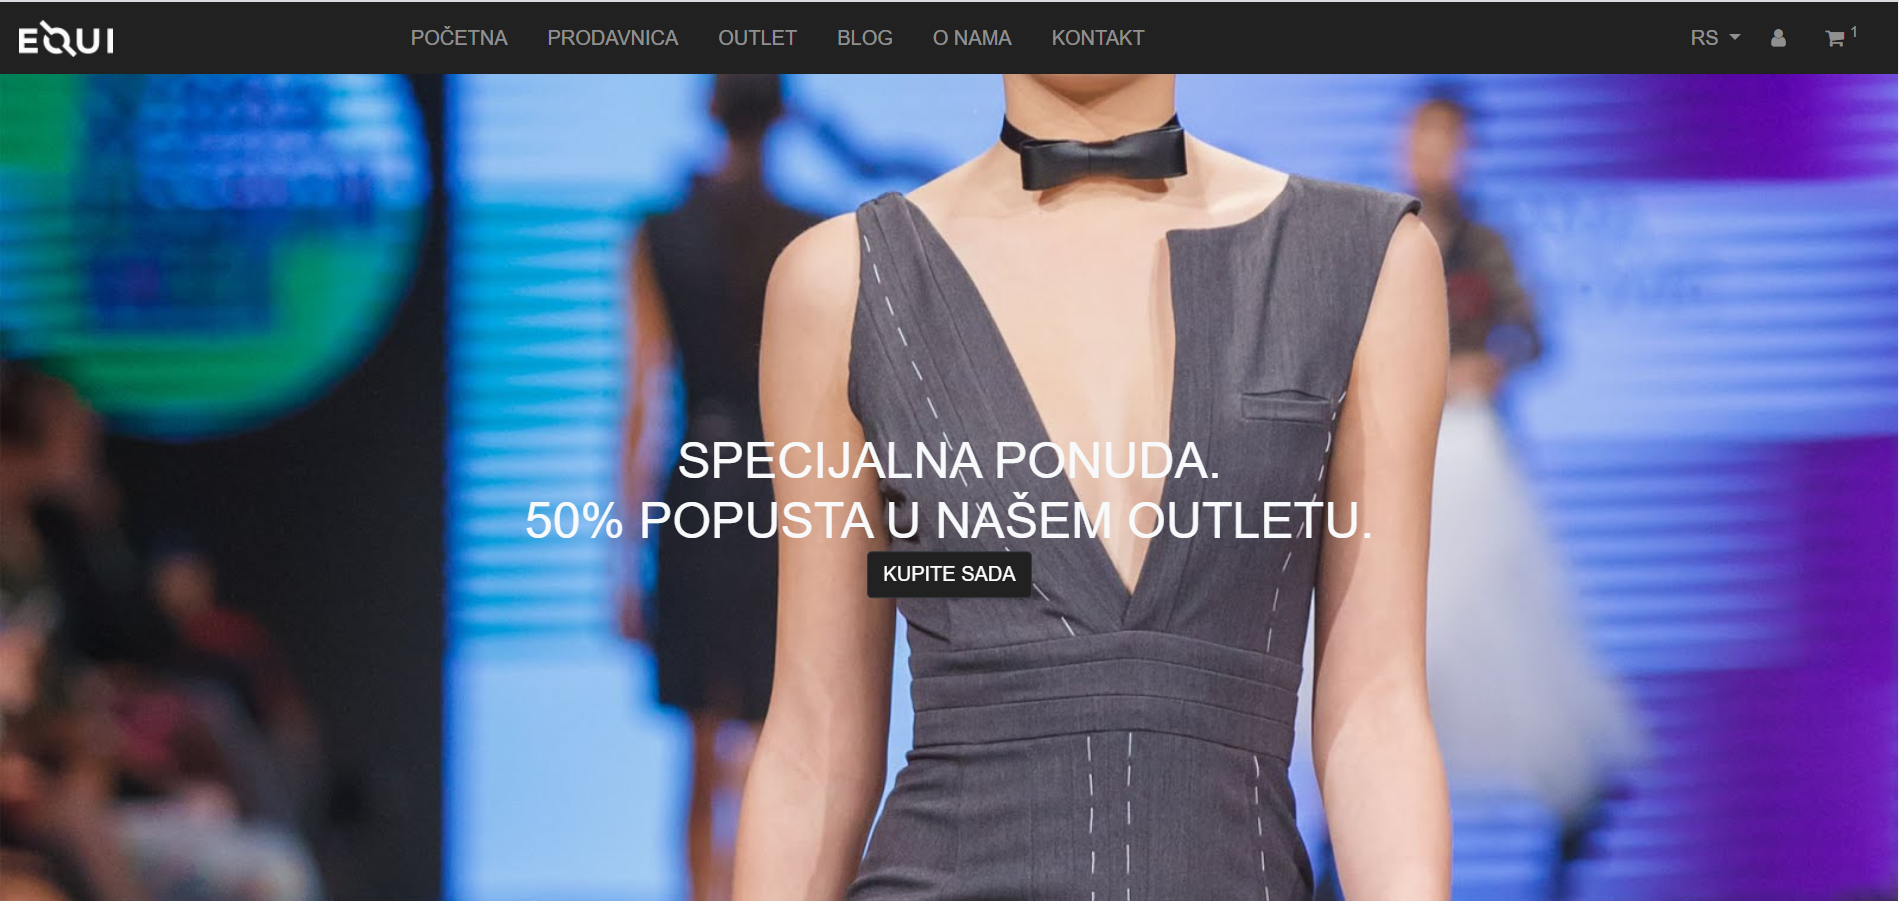 EQUI
POČETNA PRODAVNICA OUTLET BLOG O NAMA KONTAKT RS 1
SPECIJALNA PONUDA.
50% POPUSTA U NAŠEM OUTLETU.
KUPITE SADA